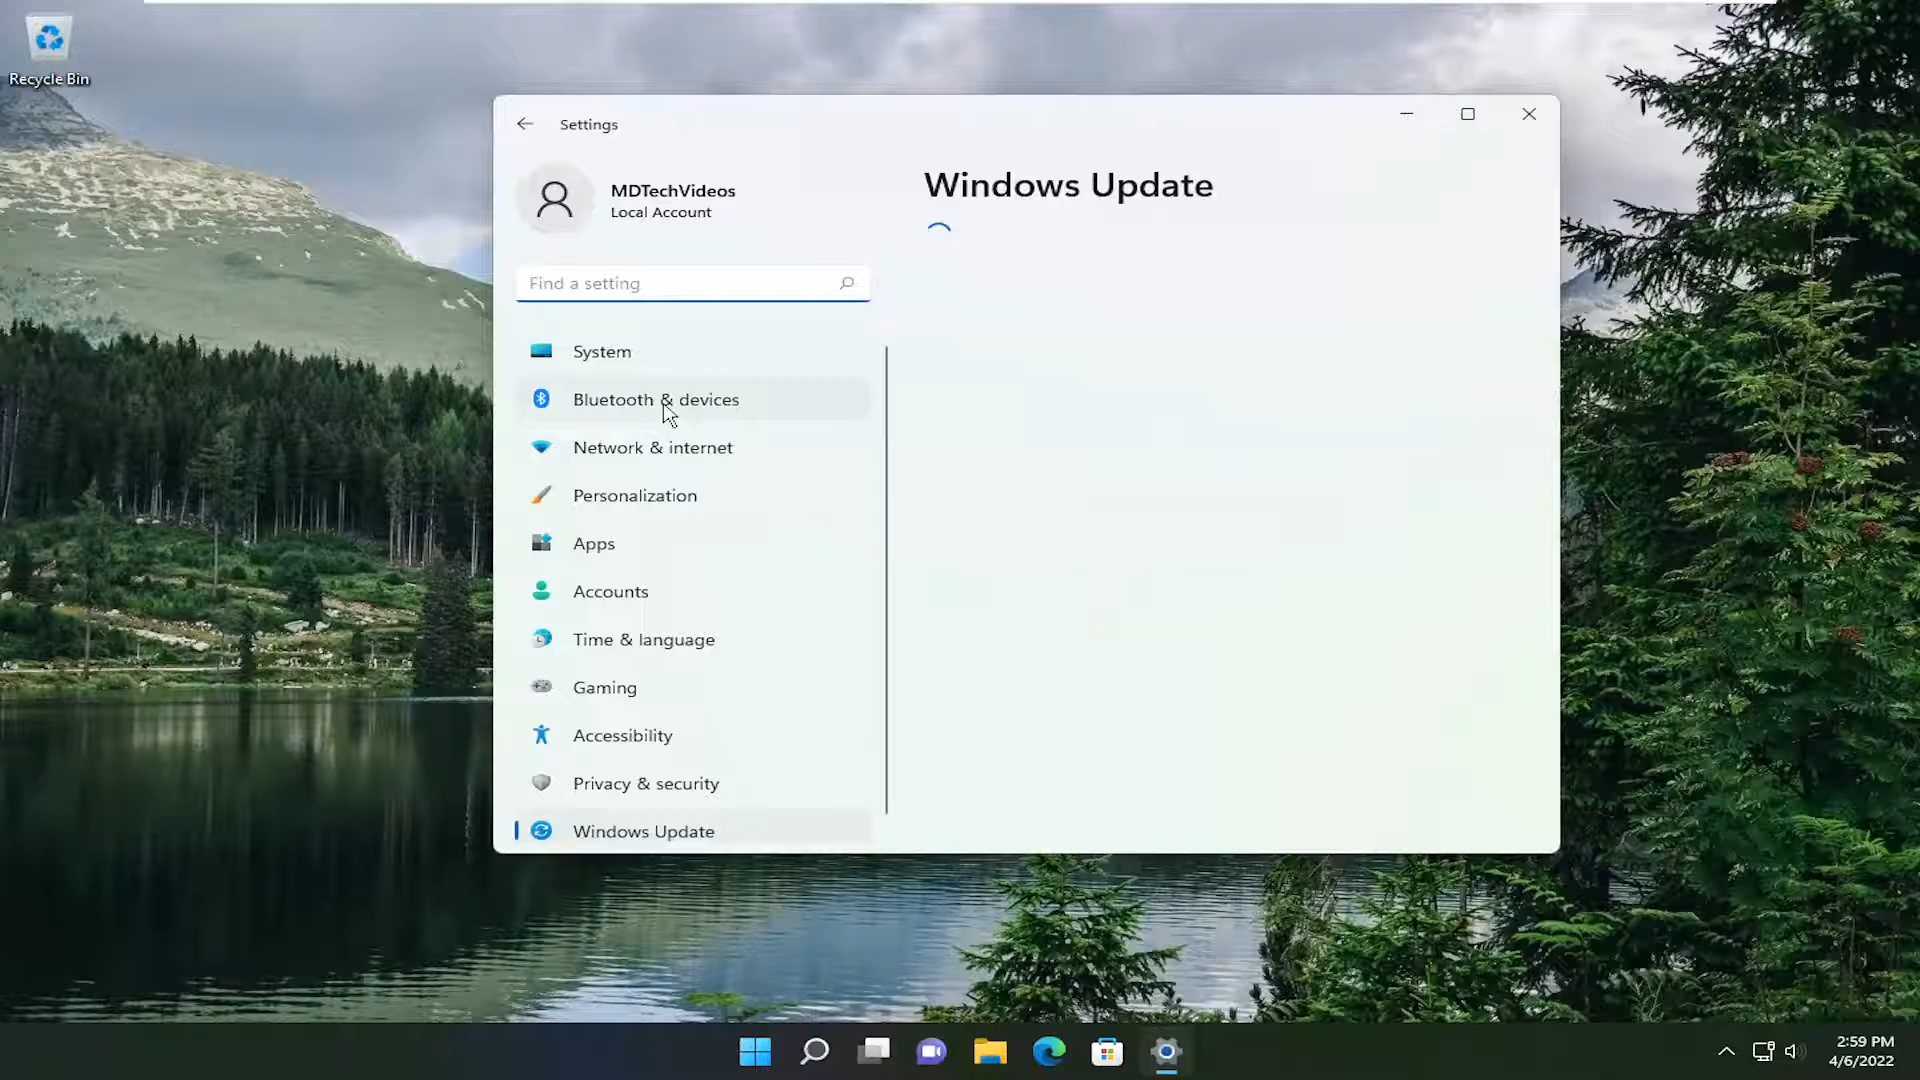 Recycle Bin
Settings
MDTechVideos
Local Account
Find a setting
System
Bluetooth & devices
Network & internet
Personalization
Apps
Accounts
Time & language
Gaming
Accessibility
Privacy & security
Windows Update
Windows Update
2:59 PM
4/6/2022